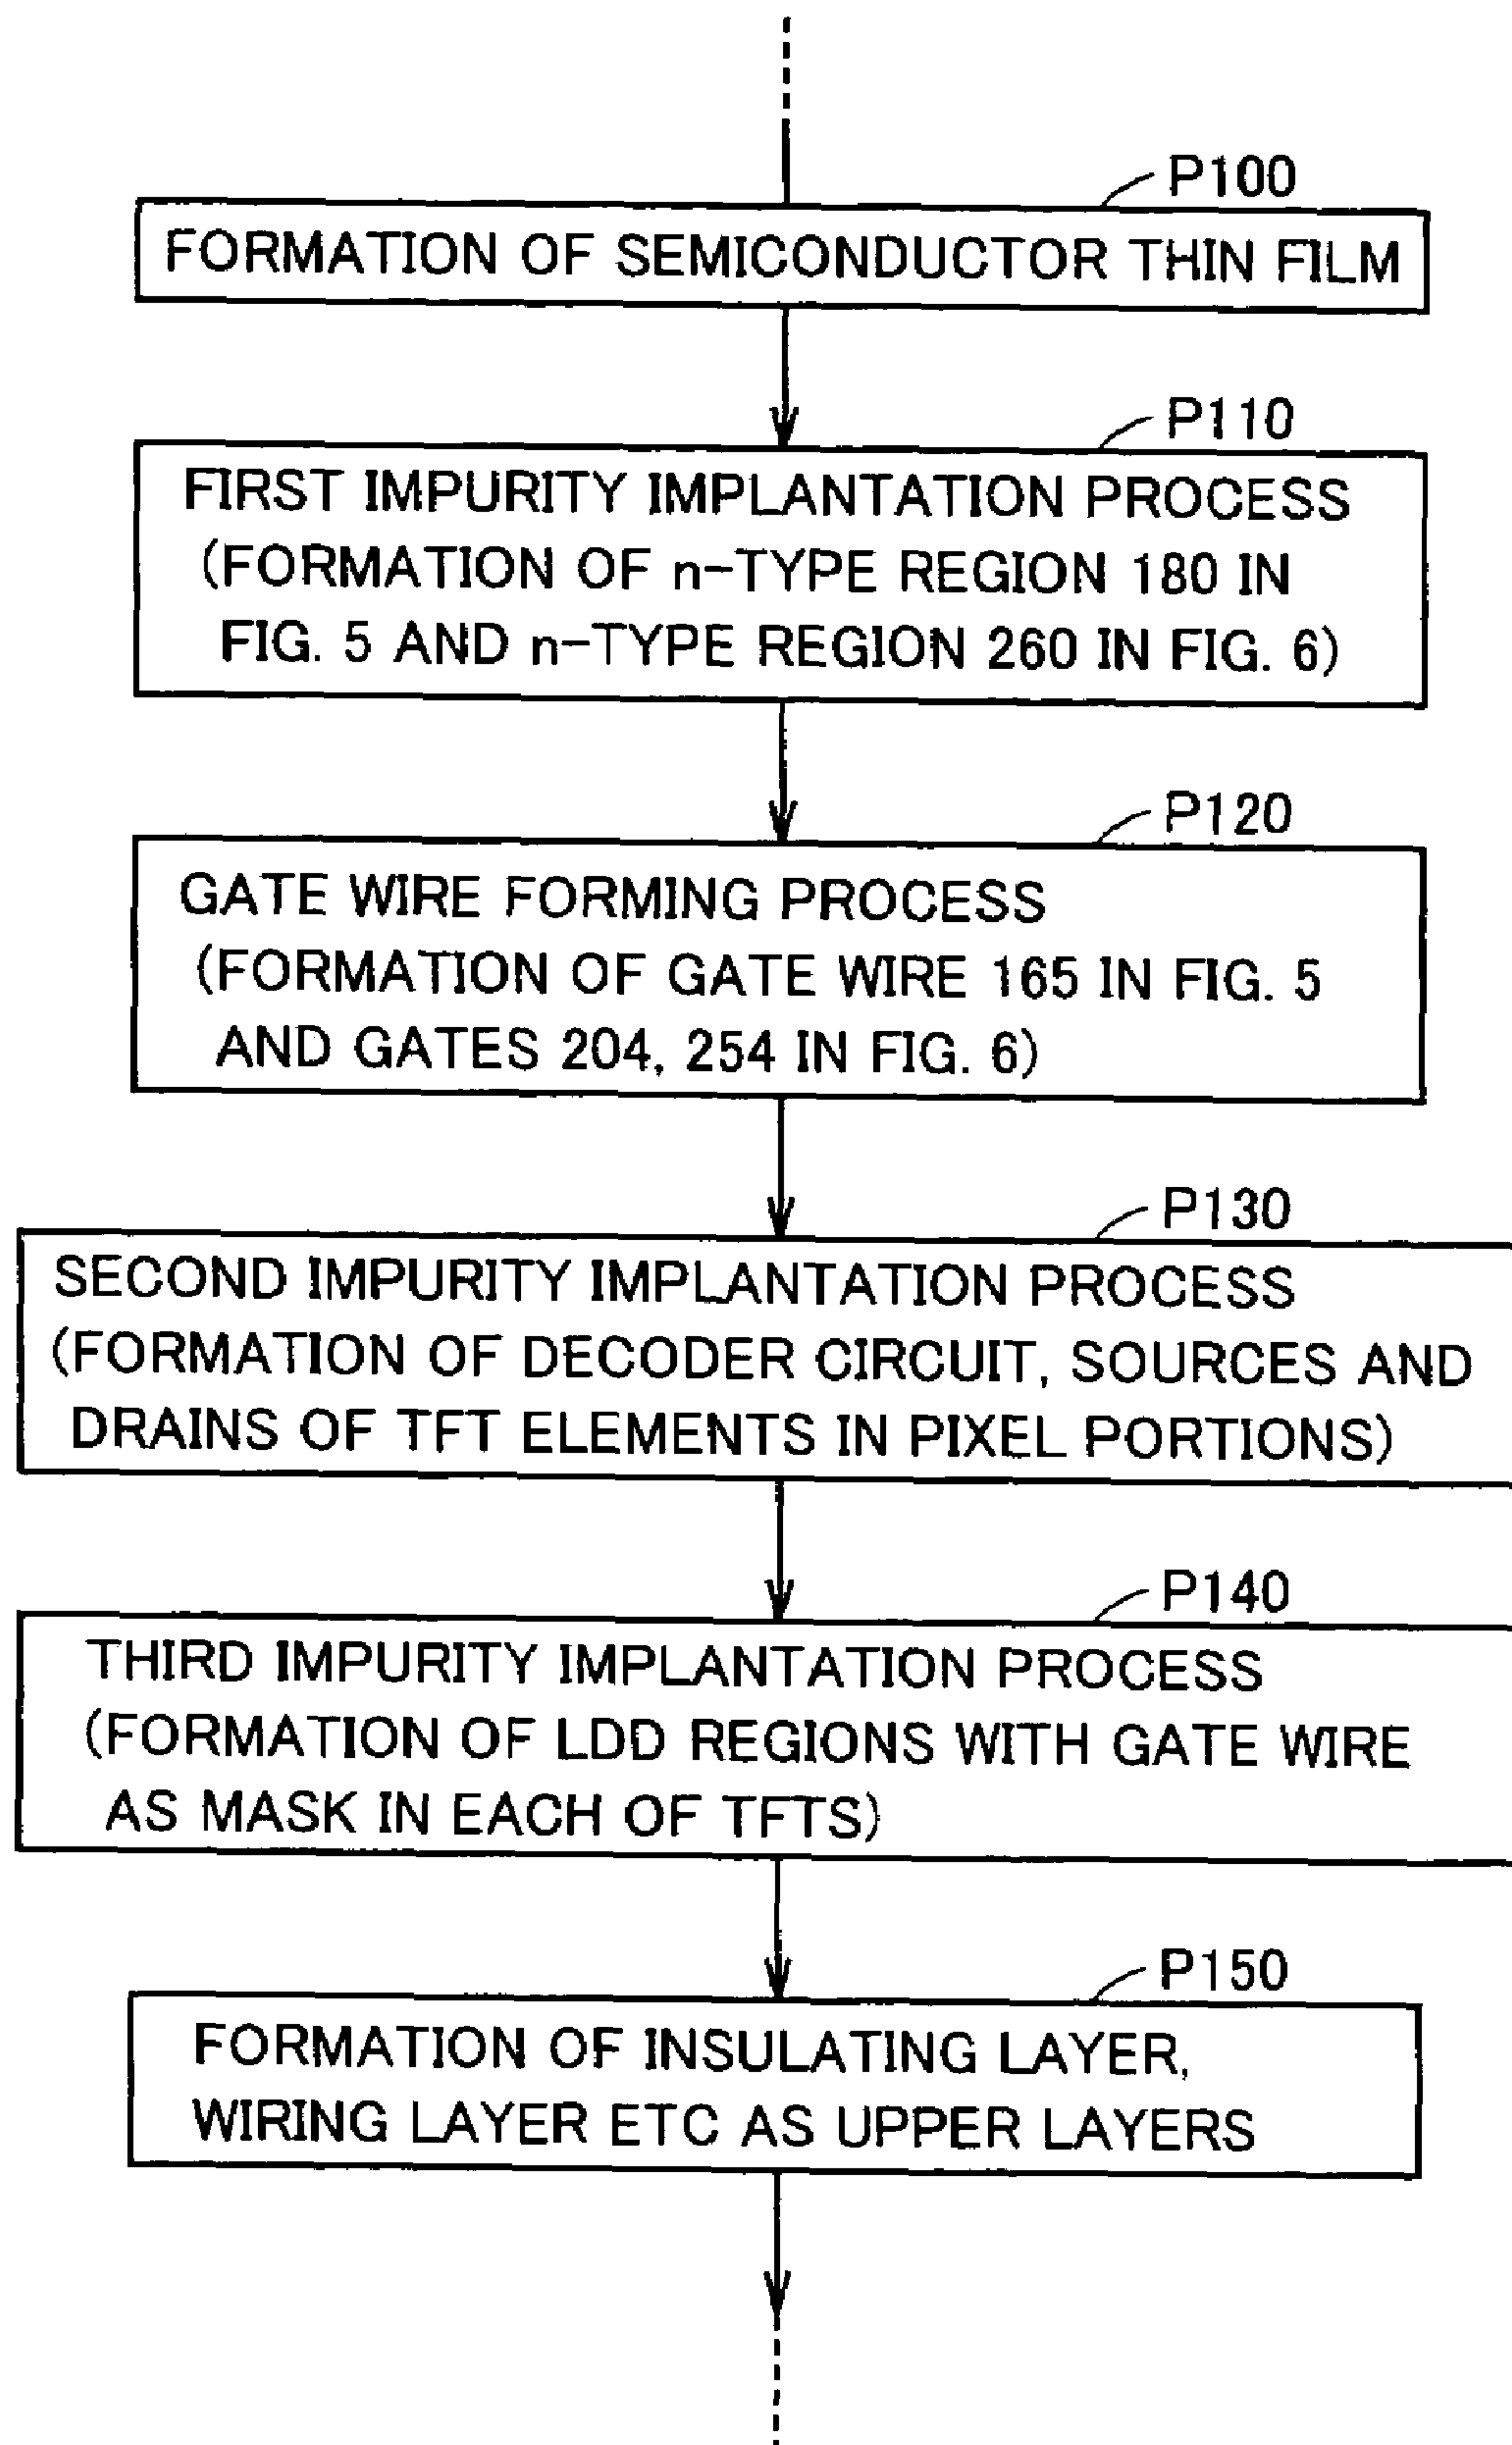 P100
FORMATION OF SEMICONDUCTOR THIN FILM
P110
FIRST IMPURITY IMPLANTATION PROCESS
(FORMATION OF n-TYPE REGION 180 IN
FIG. 5 AND n-TYPE REGION 260 IN FIG. 6)
P120
GATE WIRE FORMING PROCESS
(FORMATION OF GATE WIRE 165 IN FIG. 5
AND GATES 204, 254 IN FIG. 6)
P130
SECOND IMPURITY IMPLANTATION PROCESS
(FORMATION OF DECODER CIRCUIT, SOURCES AND
DRAINS OF TFT ELEMENTS IN PIXEL PORTIONS)
P140
THIRD IMPURITY IMPLANTATION PROCESS
(FORMATION OF LDD REGIONS WITH GATE WIRE
AS MASK IN EACH OF TFTS)
P150
FORMATION OF INSULATING LAYER,
WIRING LAYER ETC AS UPPER LAYERS